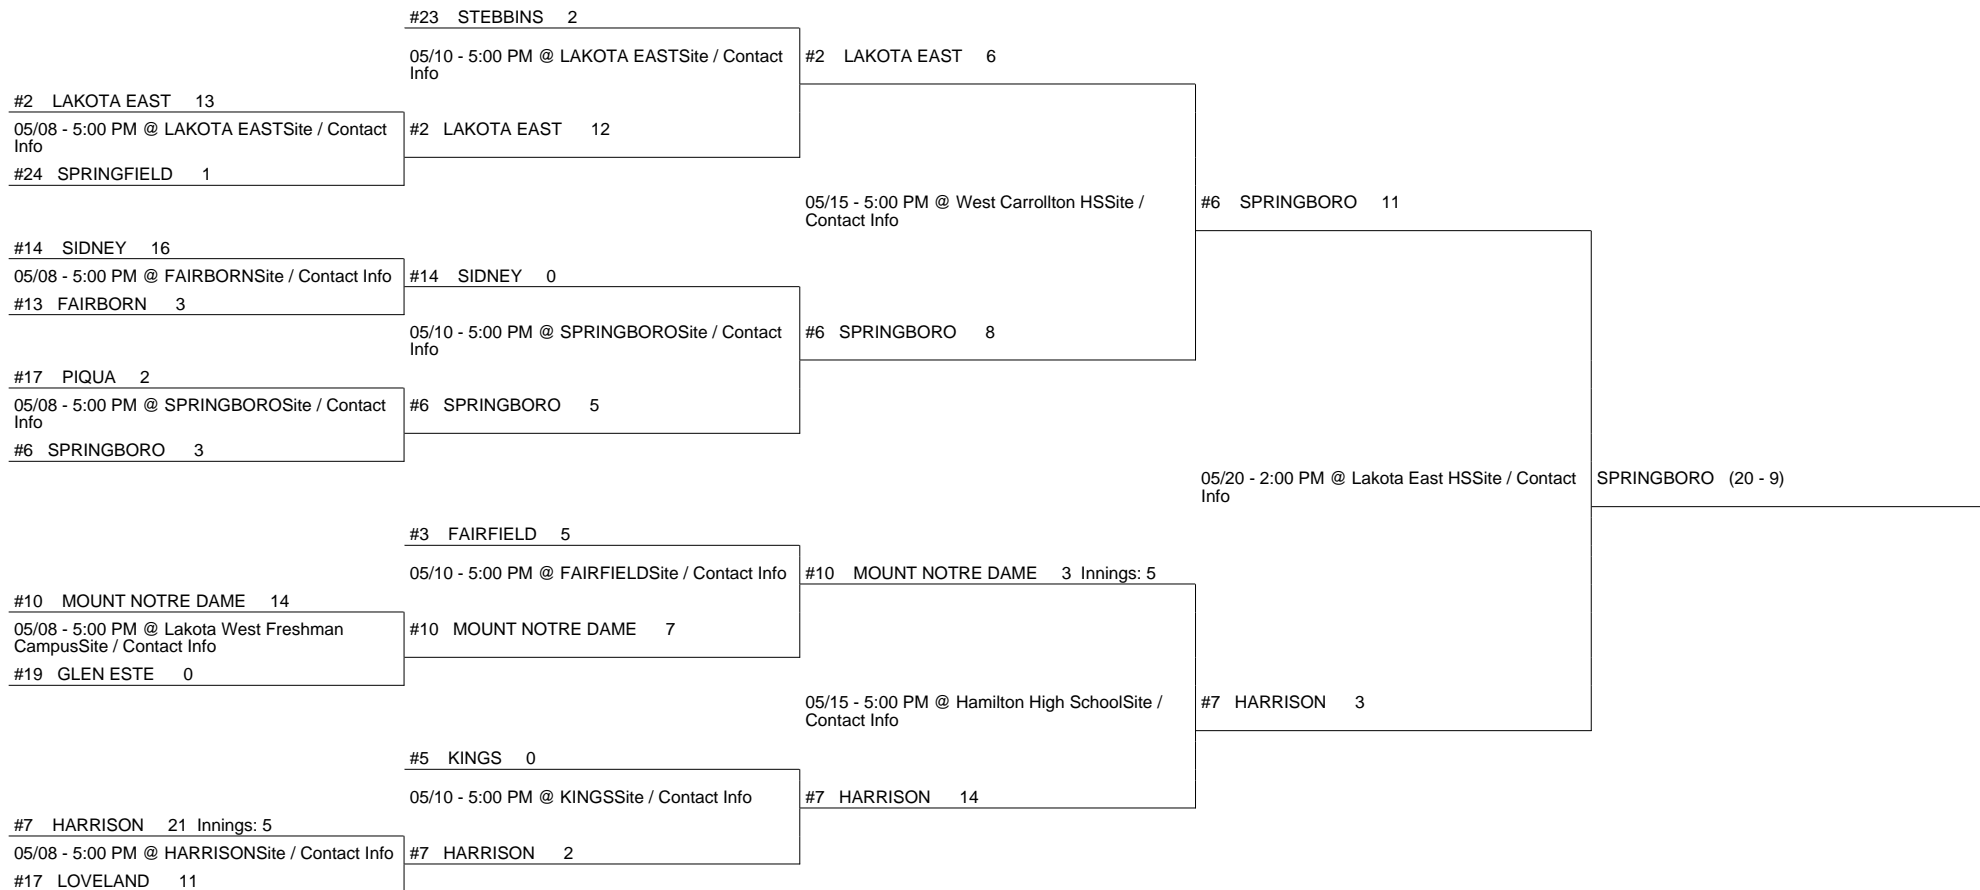 #23 STEBBINS 2
05/10 - 5:00 PM @ LAKOTA EASTSite / Contact
Info
#2 LAKOTA EAST 6
#2 LAKOTA EAST 13
05/08 - 5:00 PM @ LAKOTA EASTSite / Contact
Info
#2 LAKOTA EAST 12
#24 SPRINGFIELD 1
05/15 - 5:00 PM @ West Carrollton HSSite /
Contact Info
#6 SPRINGBORO 11
#14 SIDNEY 16
05/08 - 5:00 PM @ FAIRBORNSite / Contact Info
#14 SIDNEY 0
#13 FAIRBORN 3
05/10 - 5:00 PM @ SPRINGBOROSite / Contact
Info
#6 SPRINGBORO 8
#17 PIQUA 2
05/08 - 5:00 PM @ SPRINGBOROSite / Contact
Info
#6 SPRINGBORO 5
#6 SPRINGBORO 3
05/20 - 2:00 PM @ Lakota East HSSite / Contact
Info
SPRINGBORO (20 - 9)
#3 FAIRFIELD 5
05/10 - 5:00 PM @ FAIRFIELDSite / Contact Info
#10 MOUNT NOTRE DAME 3 Innings: 5
#10 MOUNT NOTRE DAME 14
05/08 - 5:00 PM @ Lakota West Freshman
CampusSite / Contact Info
#10 MOUNT NOTRE DAME 7
#19 GLEN ESTE 0
05/15 - 5:00 PM @ Hamilton High SchoolSite /
Contact Info
#7 HARRISON 3
#5 KINGS 0
05/10 - 5:00 PM @ KINGSSite / Contact Info
#7 HARRISON 14
#7 HARRISON 21 Innings: 5
05/08 - 5:00 PM @ HARRISONSite / Contact Info
#7 HARRISON 2
#17 LOVELAND 11